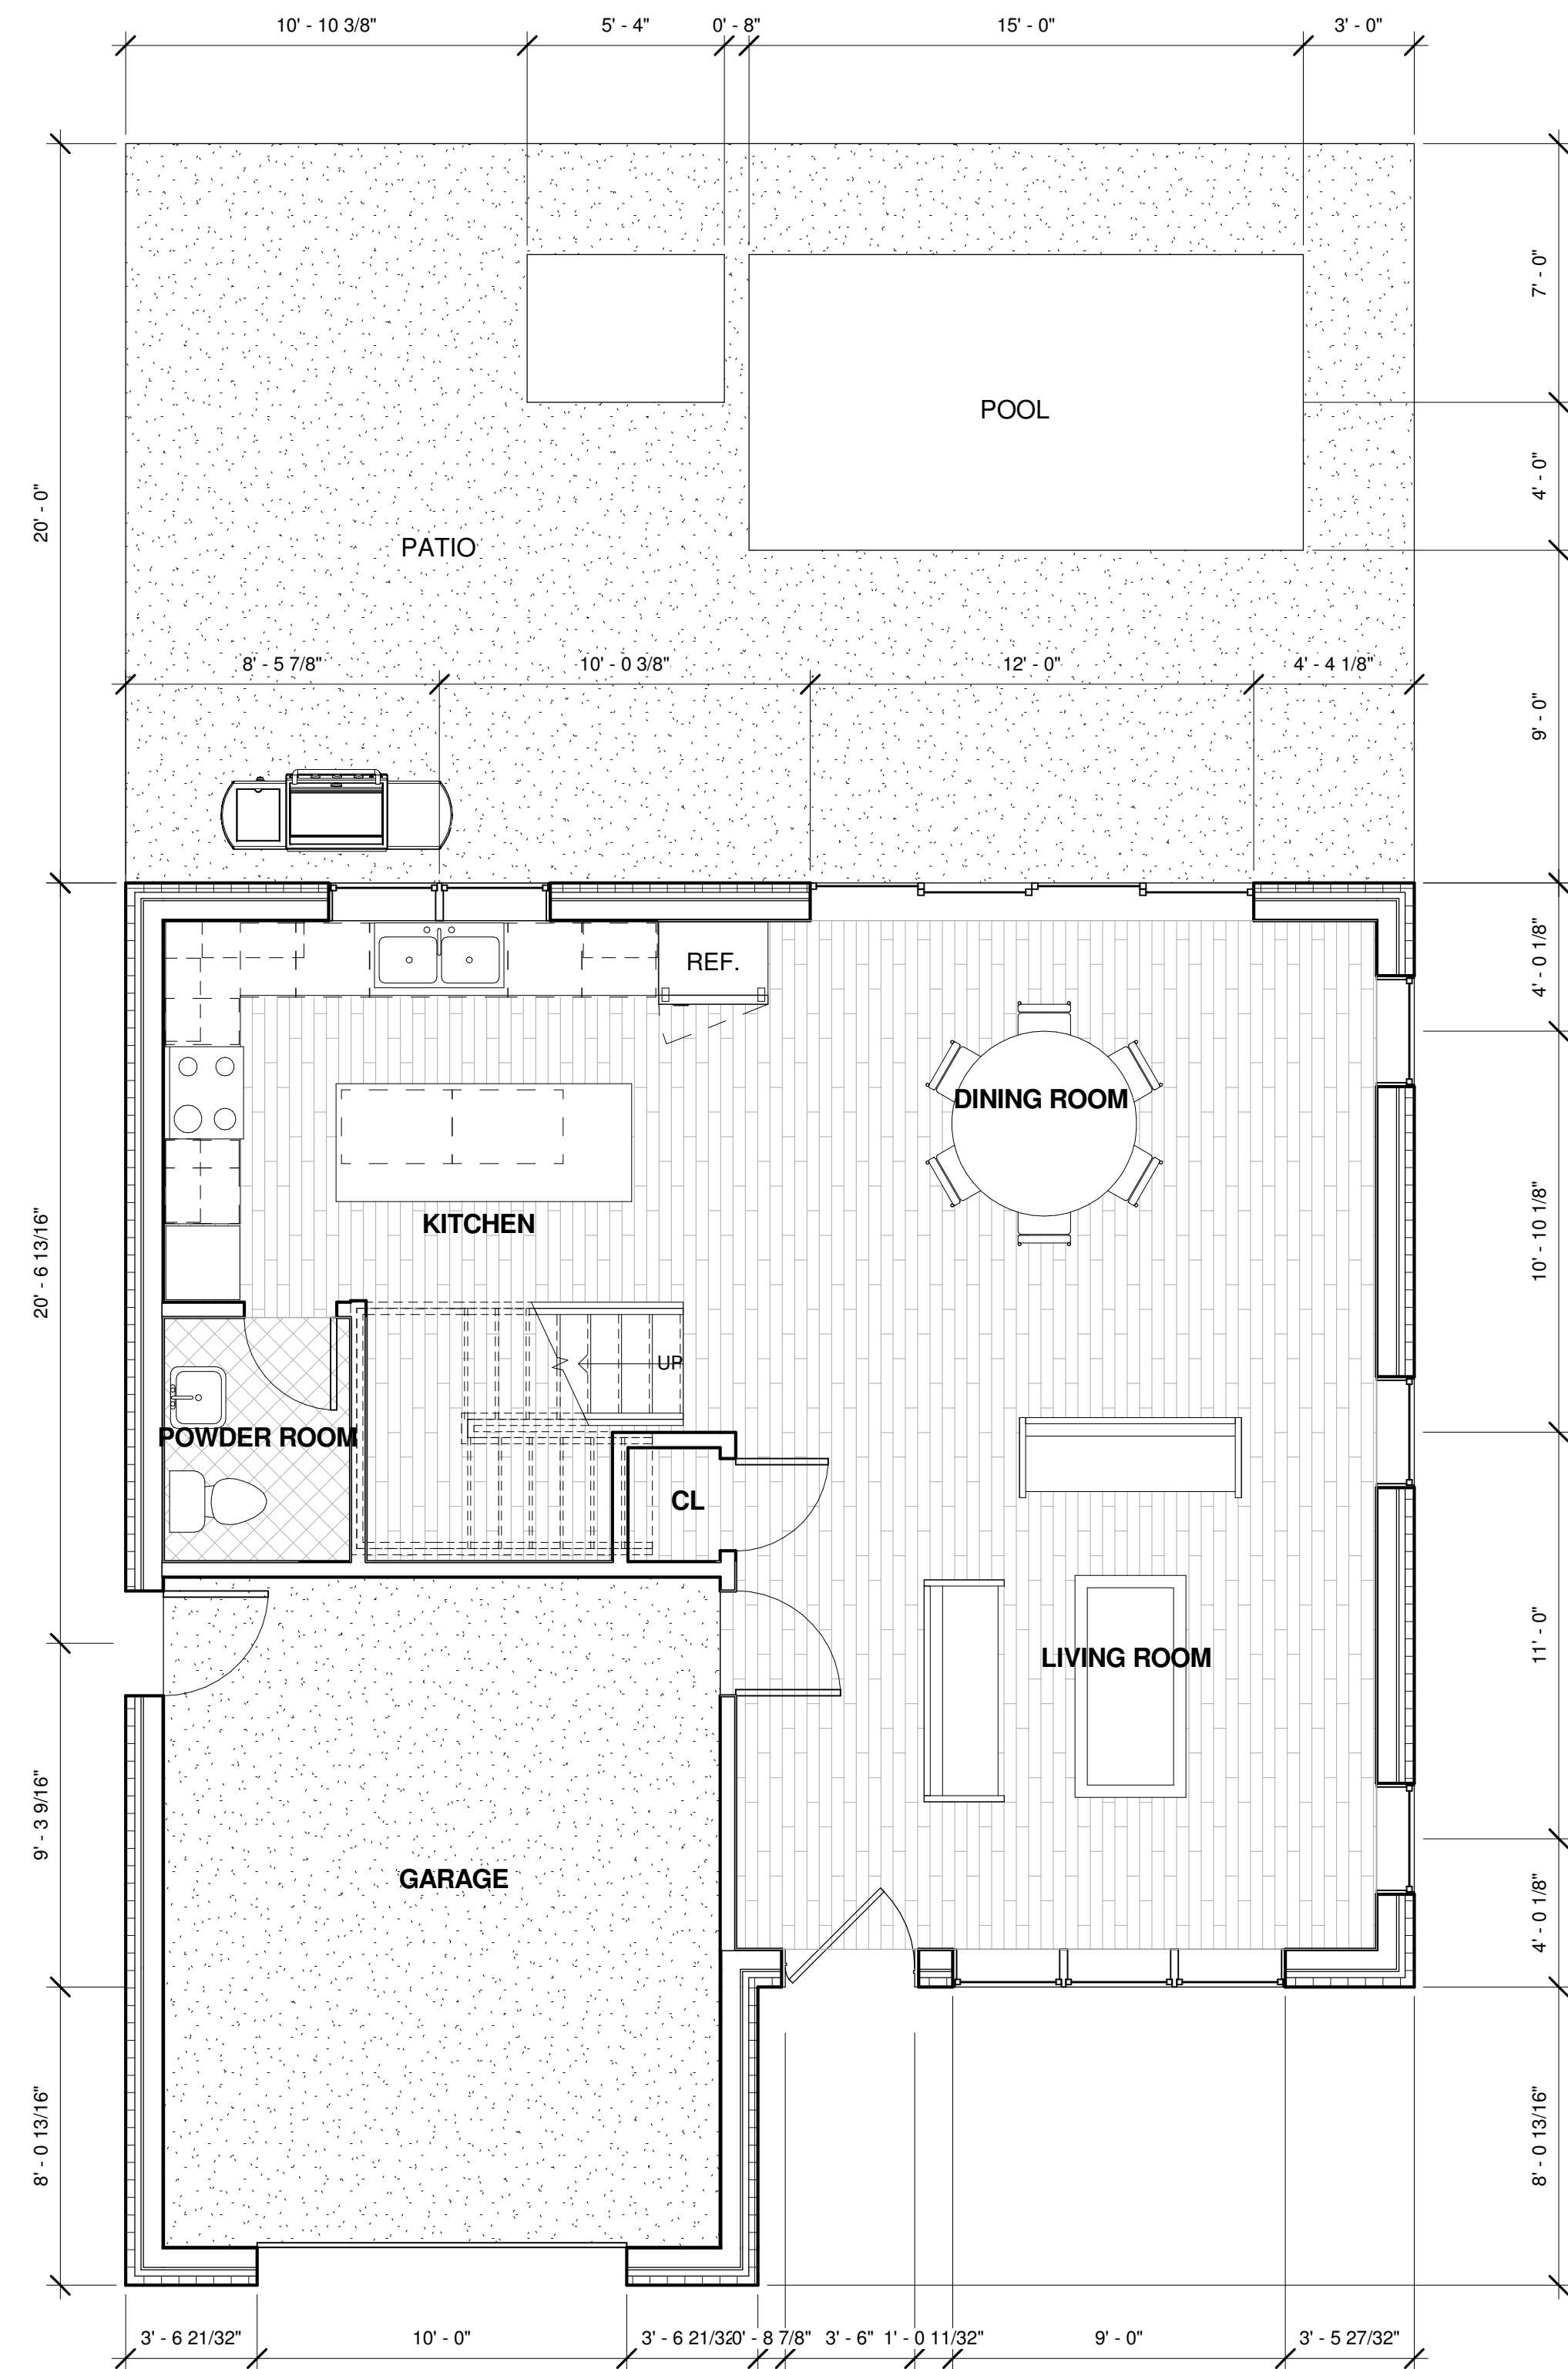 10' - 10 3/8"
5' - 4"
0' - 8"
15' - 0"
3' - 0"
7' - 0"
POOL
4' - 0"
20' - 0"
PATIO
8' - 5 7/8"
10' - 0 3/8"
12' - 0"
4' - 4 1/8"
9' - 0"
REF.
4' - 0 1/8"
DINING ROOM
KITCHEN
20' - 6 13/16"
10' - 10 1/8"
UP
POWDER ROOM
CL
LIVING ROOM
11' - 0"
9' - 3 9/16"
GARAGE
4' - 0 1/8"
8' - 0 13/16"
8' - 0 13/16"
3' - 6 21/32"
10' - 0"
3' - 6 21/32
0' - 8 7/8"
3' - 6"
1' - 0 11/32"
9' - 0"
3' - 5 27/32"